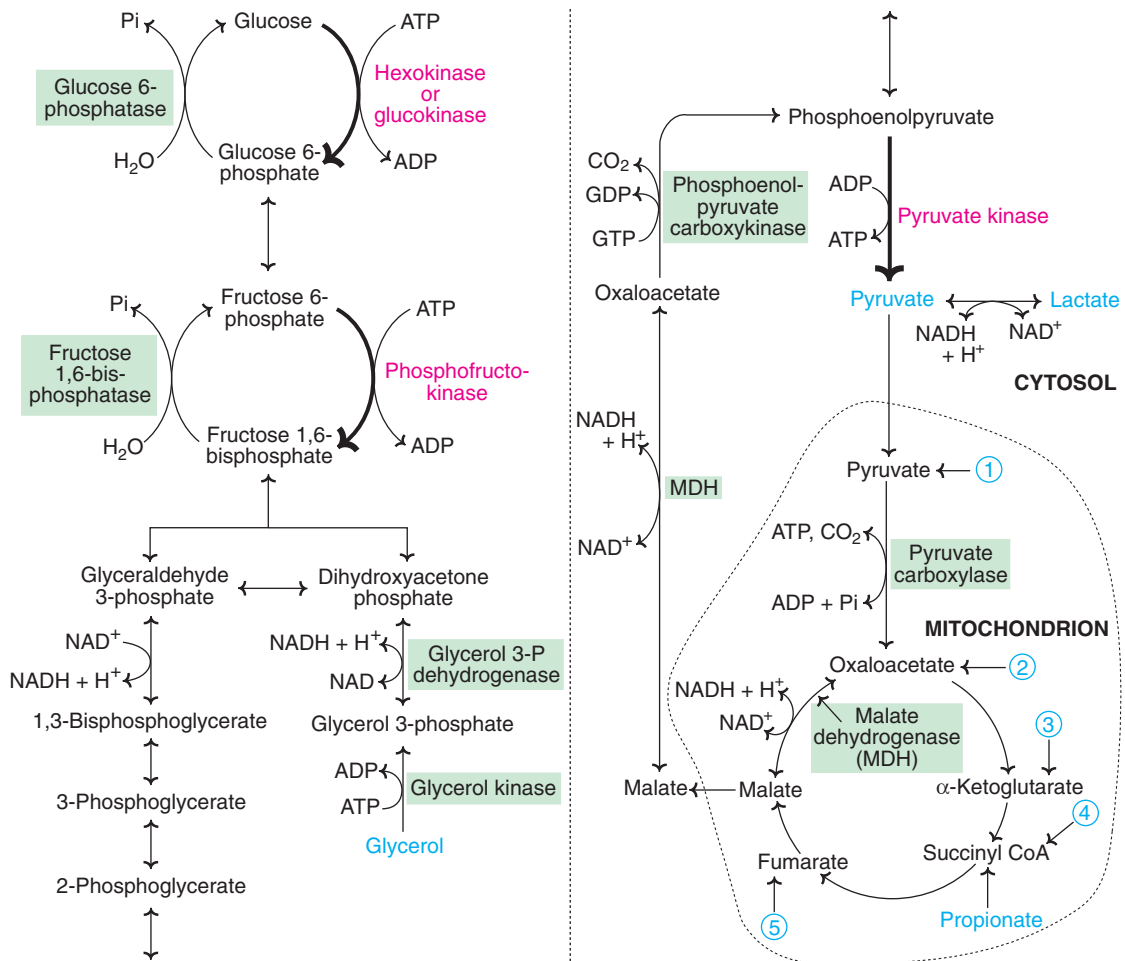 Pi
Glucose
ATP
Glucose 6-
phosphatase
Hexokinase
or
glucokinase
H2O
Glucose 6-
phosphate
ADP
Pi
Fructose 6-
phosphate
ATP
Fructose
1,6-bis-
phosphatase
Phosphofructo-
kinase
H2O
Fructose 1,6-
bisphosphate
ADP
Glyceraldehyde
3-phosphate
Dihydroxyacetone
phosphate
NAD+
NADH + H+
NADH + H+
NAD
Glycerol 3-P
dehydrogenase
1,3-Bisphosphoglycerate
Glycerol 3-phosphate
ADP
ATP
Glycerol kinase
3-Phosphoglycerate
Glycerol
2-Phosphoglycerate
Phosphoenolpyruvate
CO2
GDP
GTP
Phosphoenol-
pyruvate
carboxykinase
ADP
ATP
Pyruvate kinase
Oxaloacetate
Pyruvate
Lactate
NADH
+ H+
NAD+
CYTOSOL
NADH
+ H+
MDH
NAD+
Pyruvate
1
ATP, CO2
Pyruvate
carboxylase
ADP + Pi
MITOCHONDRION
Oxaloacetate
2
NADH + H+
NAD+
Malate
dehydrogenase
(MDH)
3
Malate
Malate
α-Ketoglutarate
4
Fumarate
Succinyl CoA
5
Propionate